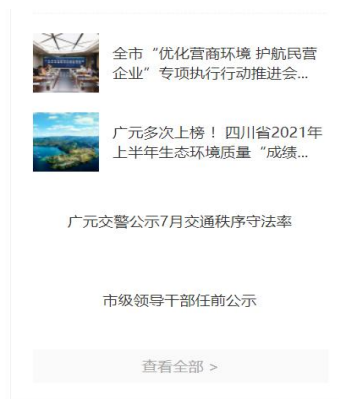 全市“优化营商环境 护航民营
企业”专项执行行动推进会...
广元多次上榜！四川省2021年
上半年生态环境质量“成绩...
广元交警公示7月交通秩序守法率
市级领导干部任前公示
查看全部 >